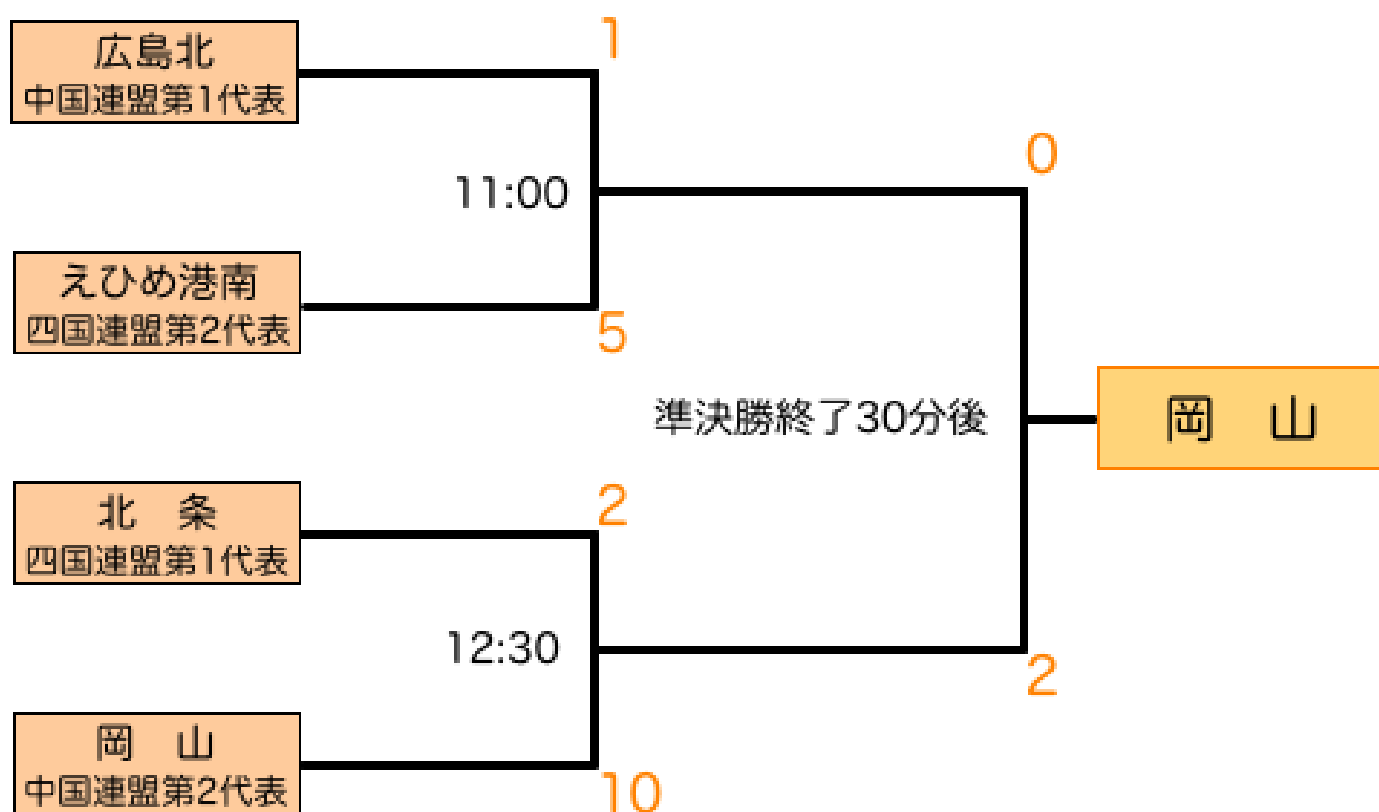 広島北
中国連盟第1代表
1
11:00
0
えひめ港南
四国連盟第2代表
5
準決勝終了30分後
岡　山
北　条
四国連盟第1代表
2
12:30
2
岡　山
中国連盟第2代表
10